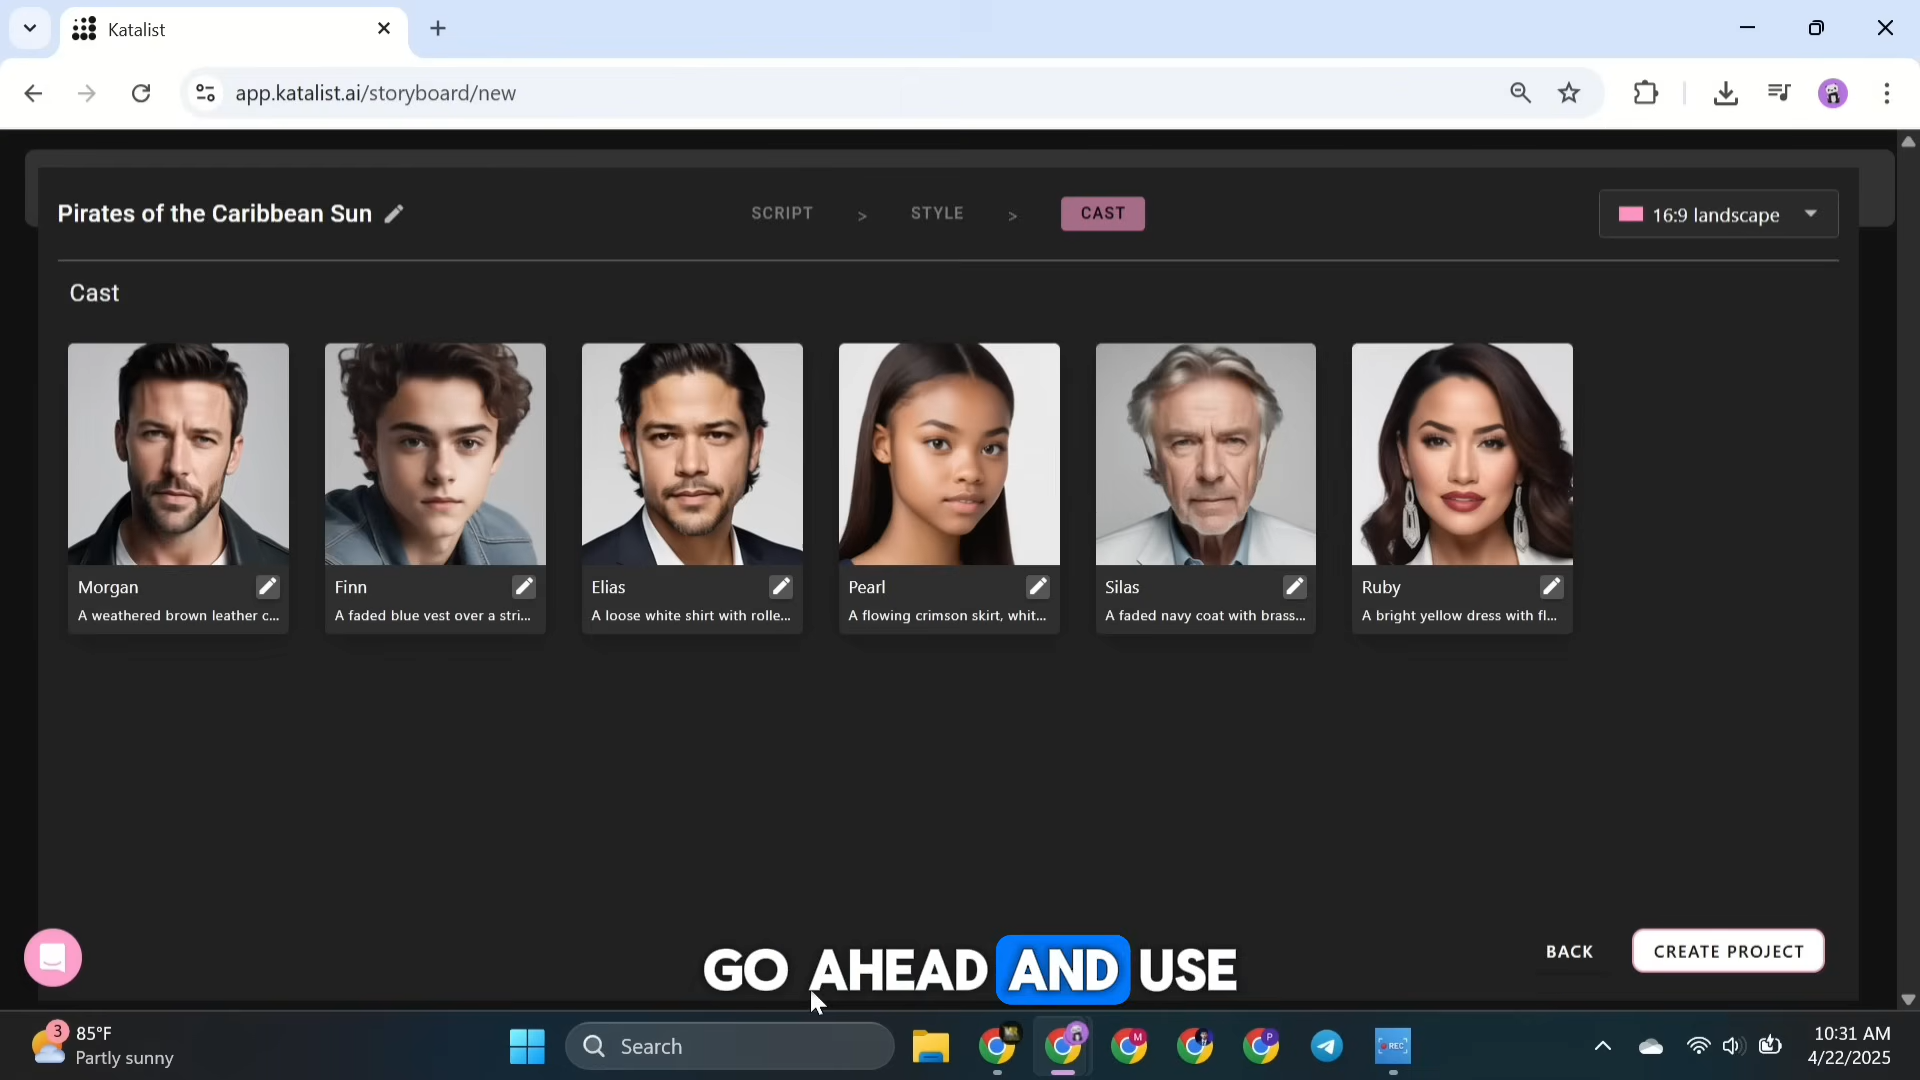 Katalist
app.katalist.ai/storyboard/new
Pirates of the Caribbean Sun
SCRIPT > STYLE > CAST
16:9 landscape
Cast
Morgan
A weathered brown leather c...
Finn
A faded blue vest over a stri...
Elias
A loose white shirt with rolle...
Pearl
A flowing crimson skirt, whit...
Silas
A faded navy coat with brass...
Ruby
A bright yellow dress with fl...
BACK
CREATE PROJECT
GO AHEAD AND USE
3
85°F
Partly sunny
Search
M
P
REC
10:31 AM
4/22/2025